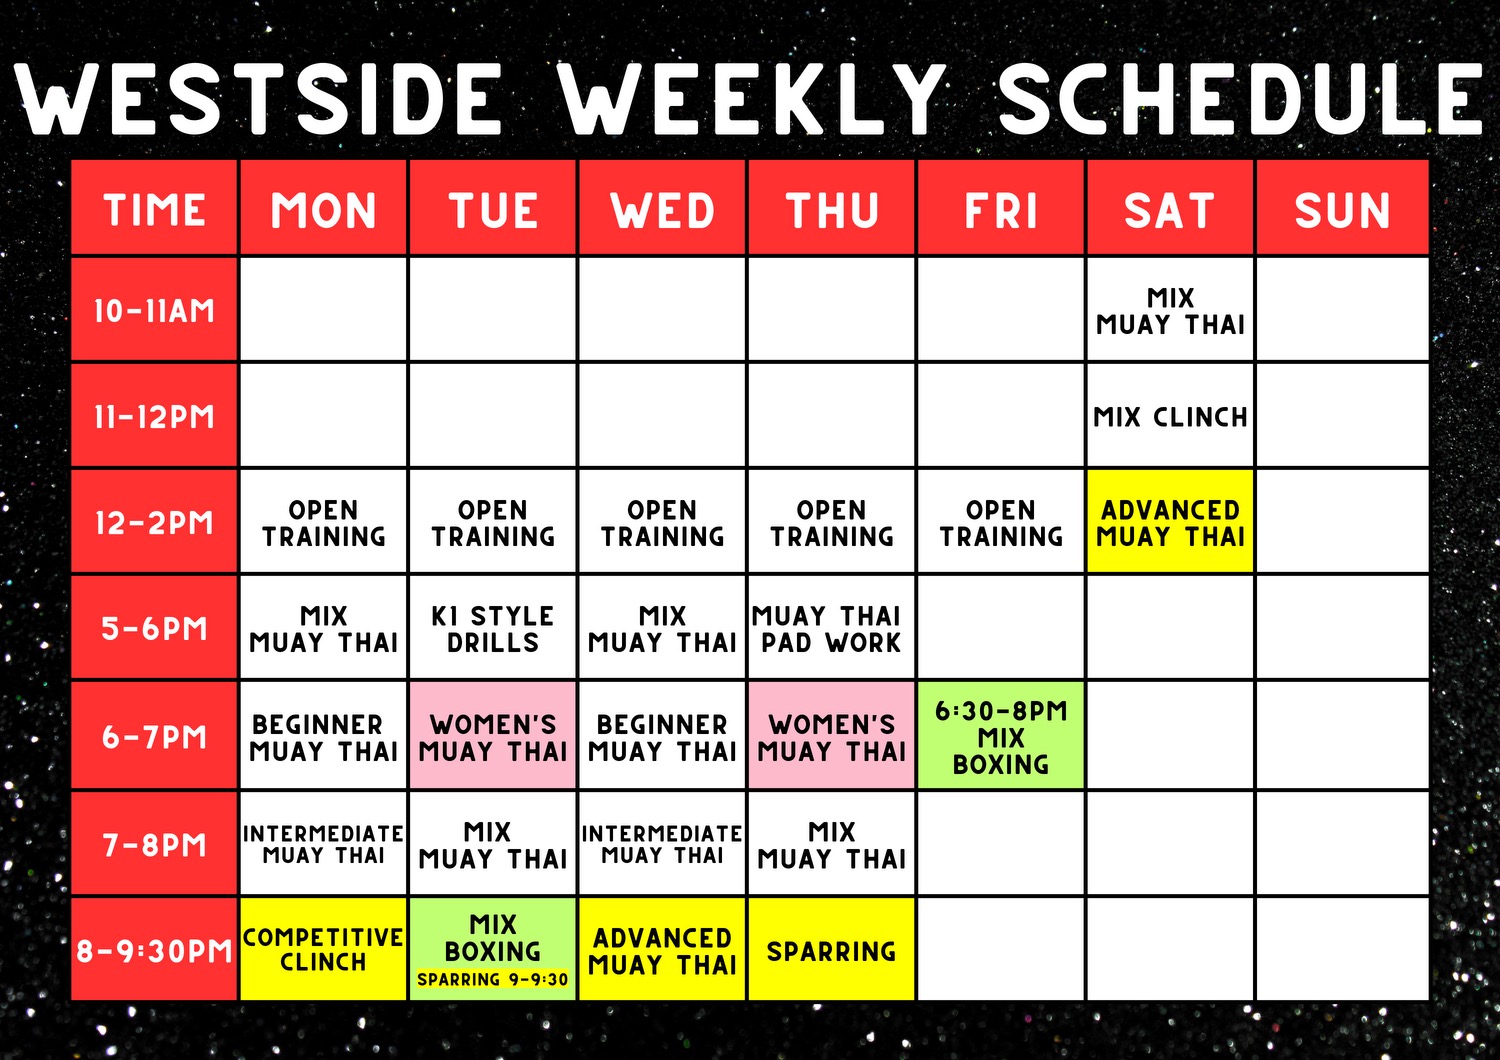 WESTSIDE WEEKLY SCHEDULE
TIME MON TUE WED THU FRI SAT SUN
10-11AM
MIX
MUAY THAI
11-12PM
MIX CLINCH
12-2PM
OPEN
TRAINING
OPEN
TRAINING
OPEN
TRAINING
OPEN
TRAINING
OPEN
TRAINING
ADVANCED
MUAY THAI
5-6PM
MIX
MUAY THAI
K1 STYLE
DRILLS
MIX
MUAY THAI
MUAY THAI
PAD WORK
6-7PM
BEGINNER
MUAY THAI
WOMEN'S
MUAY THAI
BEGINNER
MUAY THAI
WOMEN'S
MUAY THAI
6:30-8PM
MIX
BOXING
7-8PM
INTERMEDIATE
MUAY THAI
MIX
MUAY THAI
INTERMEDIATE
MUAY THAI
MIX
MUAY THAI
8-9:30PM
COMPETITIVE
CLINCH
MIX
BOXING
SPARRING 9-9:30
ADVANCED
MUAY THAI
SPARRING